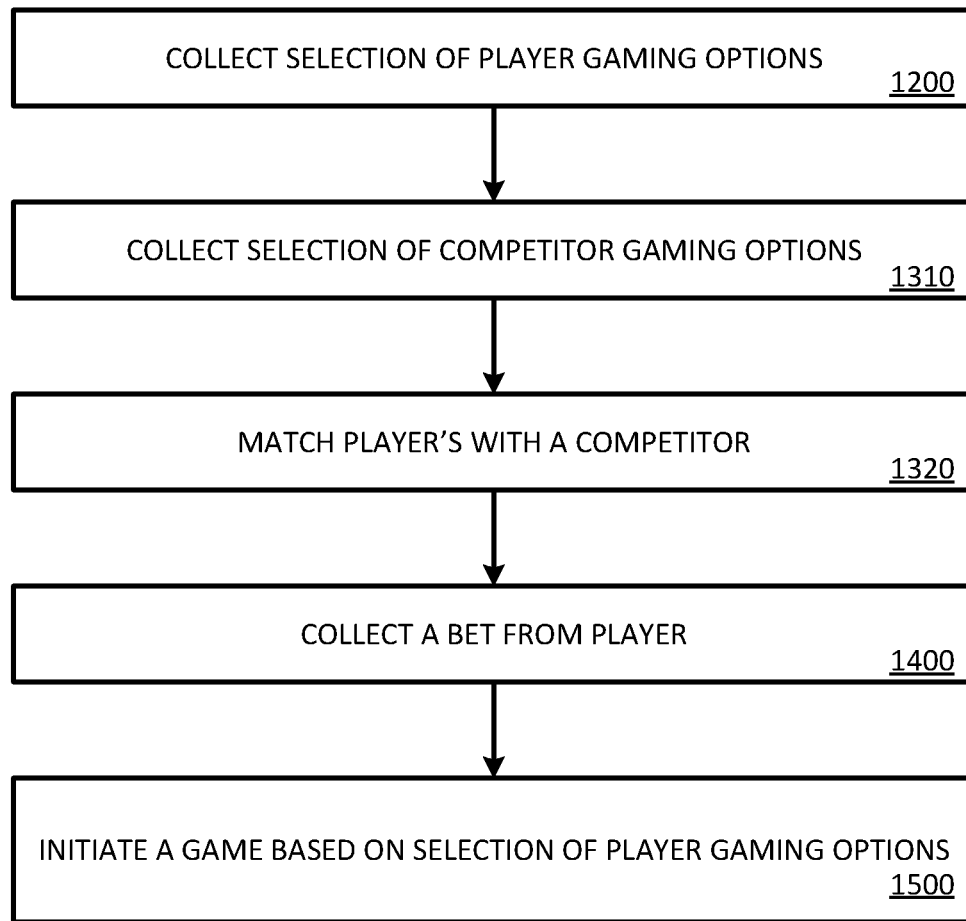 COLLECT SELECTION OF PLAYER GAMING OPTIONS
1200
COLLECT SELECTION OF COMPETITOR GAMING OPTIONS
1310
MATCH PLAYER’S WITH A COMPETITOR
1320
COLLECT A BET FROM PLAYER
1400
INITIATE A GAME BASED ON SELECTION OF PLAYER GAMING OPTIONS
1500